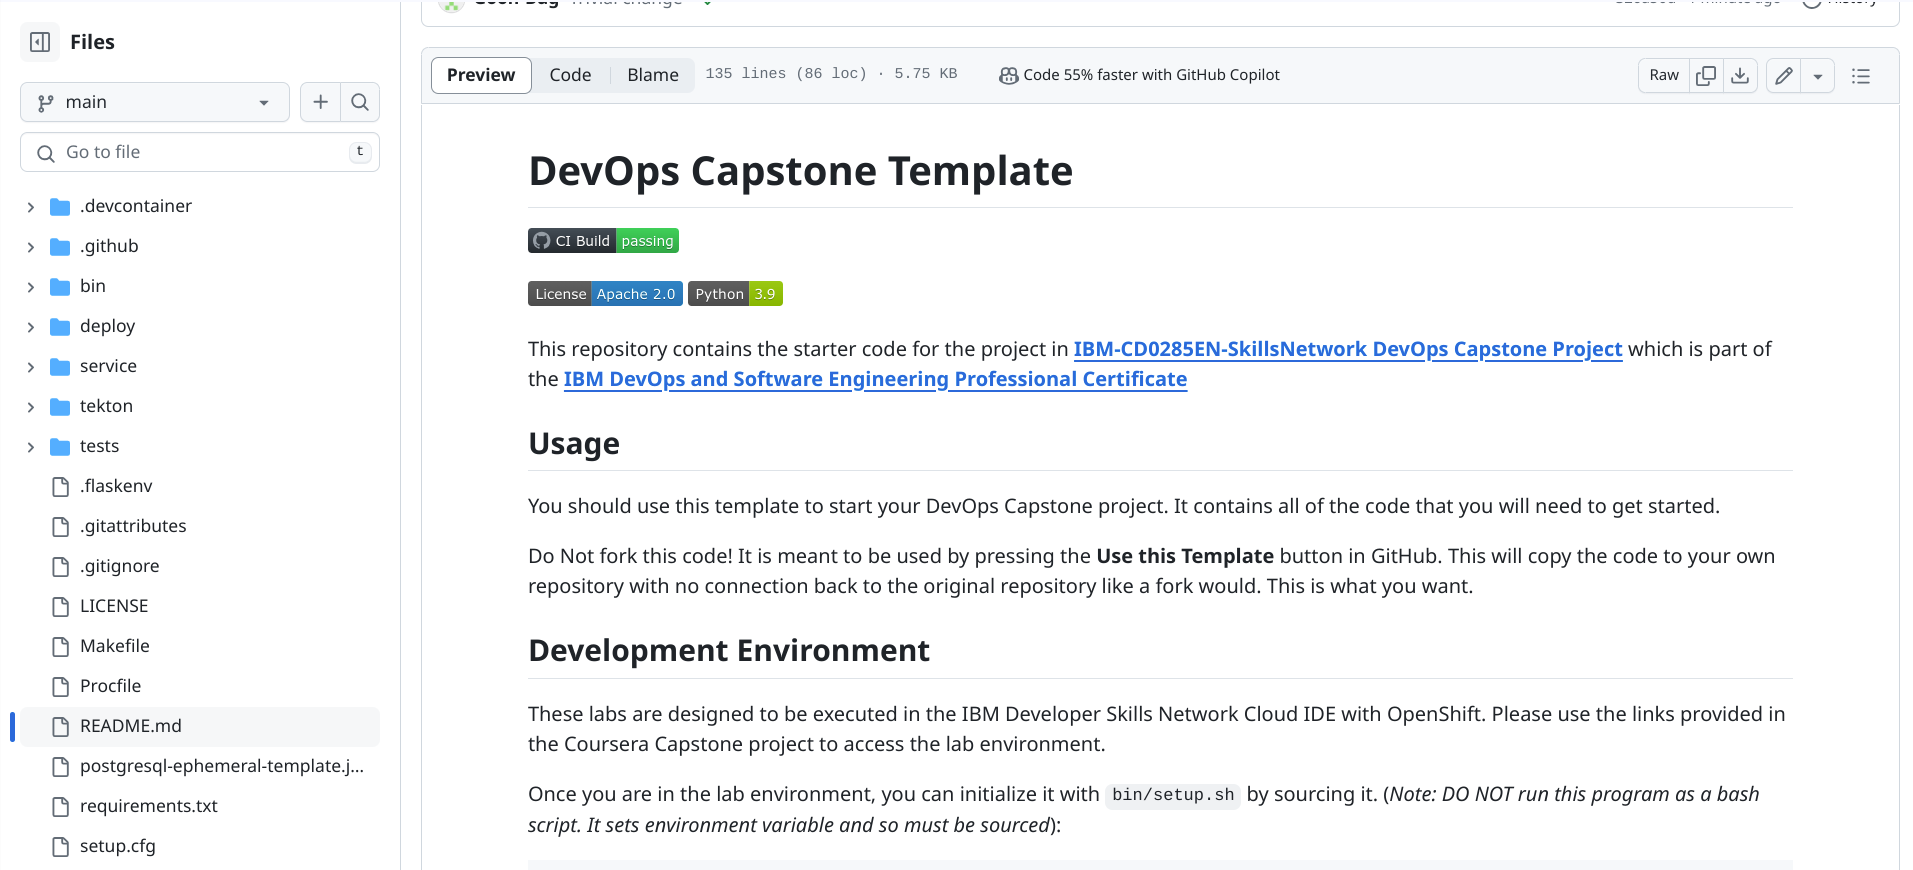 Files
main
Go to file
t
.devcontainer
.github
bin
deploy
service
tekton
tests
.flaskenv
.gitattributes
.gitignore
LICENSE
Makefile
Procfile
README.md
postgresql-ephemeral-template.j...
requirements.txt
setup.cfg
Preview Code Blame 135 lines (86 loc) · 5.75 KB Code 55% faster with GitHub Copilot Raw
DevOps Capstone Template
CI Build passing
License Apache 2.0 Python 3.9
This repository contains the starter code for the project in IBM-CD0285EN-SkillsNetwork DevOps Capstone Project which is part of
the IBM DevOps and Software Engineering Professional Certificate
Usage
You should use this template to start your DevOps Capstone project. It contains all of the code that you will need to get started.
Do Not fork this code! It is meant to be used by pressing the Use this Template button in GitHub. This will copy the code to your own
repository with no connection back to the original repository like a fork would. This is what you want.
Development Environment
These labs are designed to be executed in the IBM Developer Skills Network Cloud IDE with OpenShift. Please use the links provided in
the Coursera Capstone project to access the lab environment.
Once you are in the lab environment, you can initialize it with bin/setup.sh by sourcing it. (Note: DO NOT run this program as a bash
script. It sets environment variable and so must be sourced):